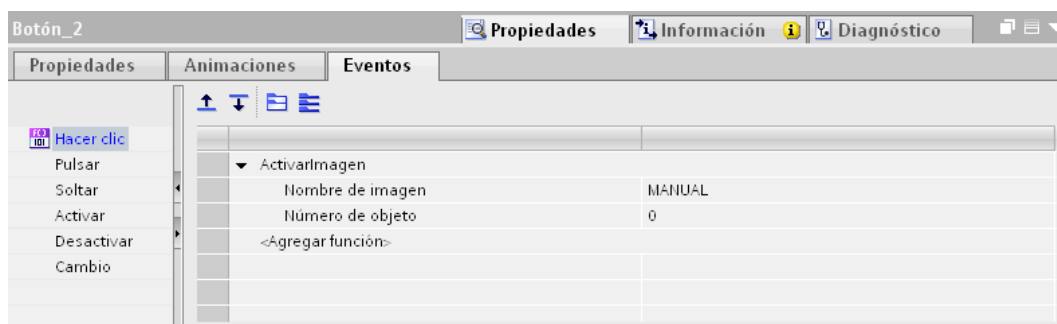 Botón_2 Propiedades Información Diagnóstico
Propiedades Animaciones Eventos
Hacer clic
Pulsar
Soltar
Activar
Desactivar
Cambio
ActivarImagen
Nombre de imagen MANUAL
Número de objeto 0
<Agregar función>